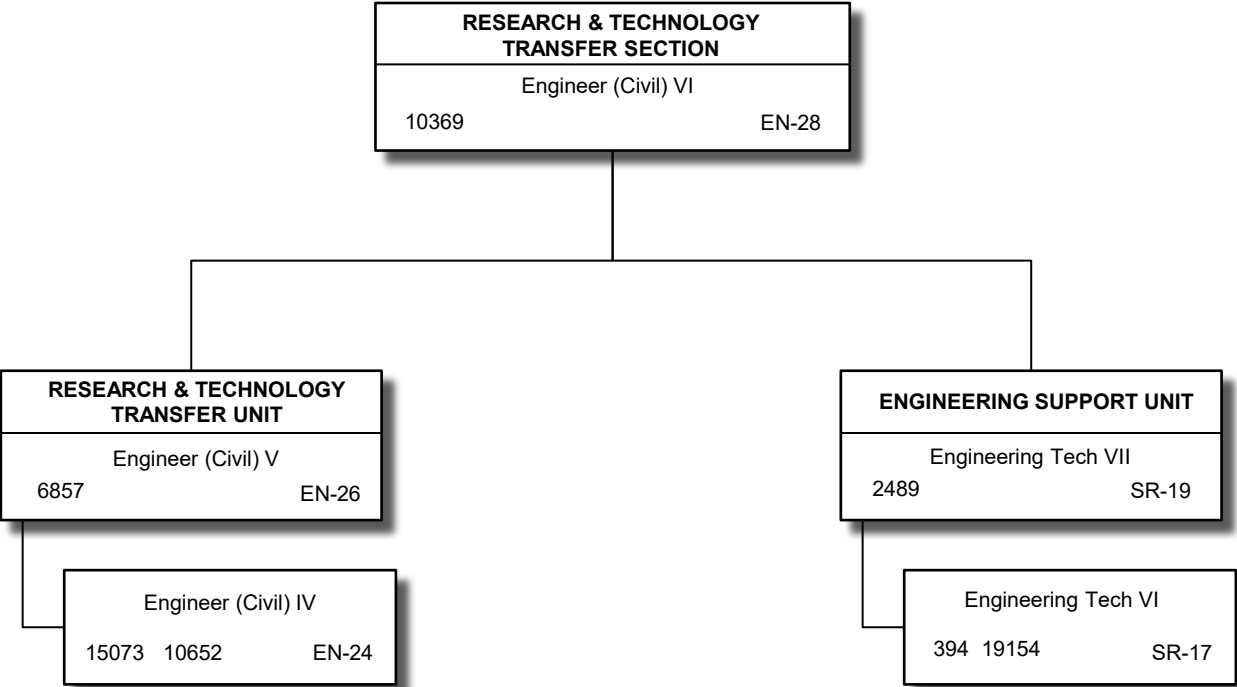 RESEARCH & TECHNOLOGY
TRANSFER SECTION
Engineer (Civil) VI
10369 EN-28
RESEARCH & TECHNOLOGY
TRANSFER UNIT
Engineer (Civil) V
6857 EN-26
Engineer (Civil) IV
15073 10652 EN-24
ENGINEERING SUPPORT UNIT
Engineering Tech VII
2489 SR-19
Engineering Tech VI
394 19154 SR-17